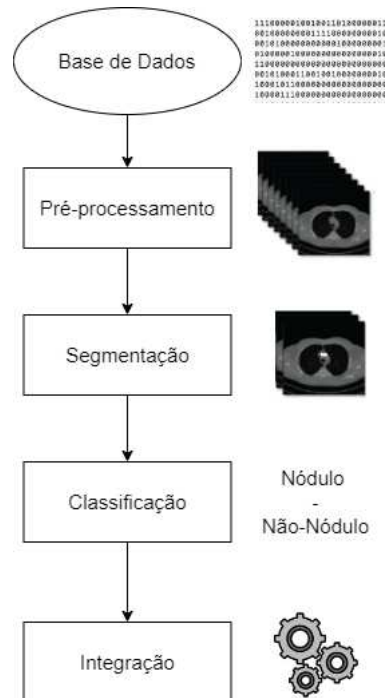 Base de Dados
Pré-processamento
Segmentação
Classificação
Nódulo
-
Não-Nódulo
Integração